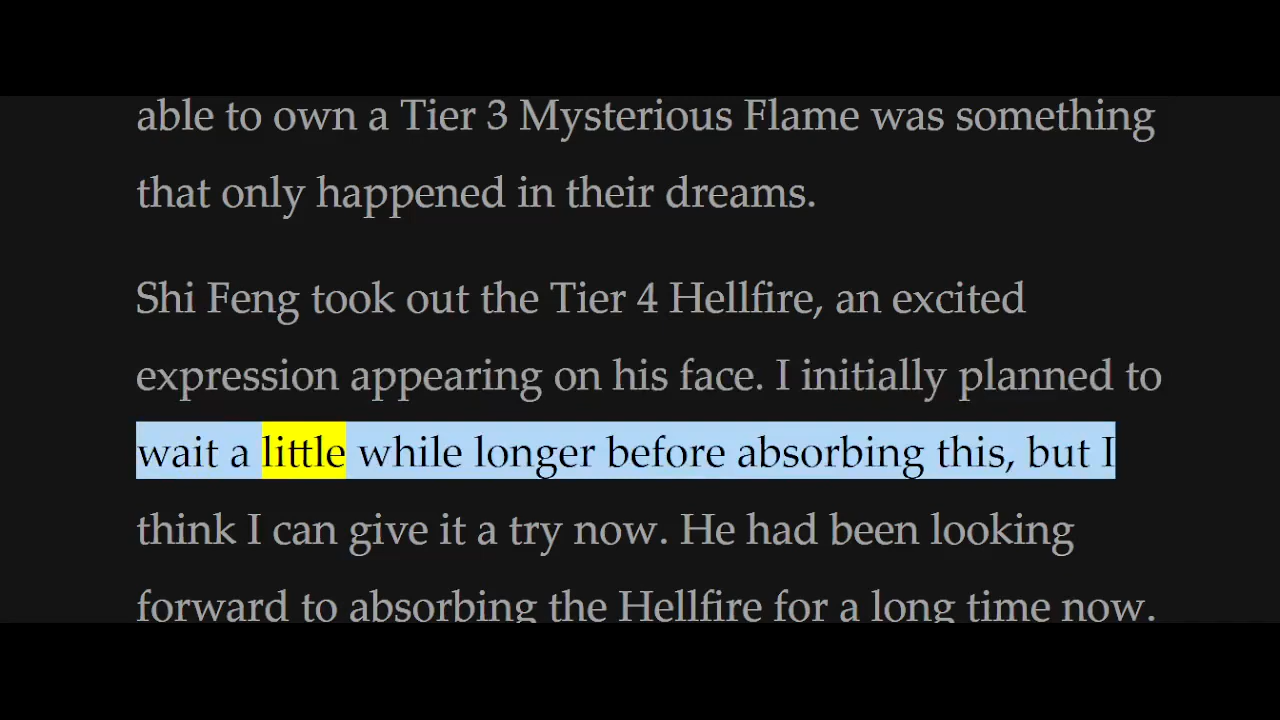 able to own a Tier 3 Mysterious Flame was something
that only happened in their dreams.
Shi Feng took out the Tier 4 Hellfire, an excited
expression appearing on his face. I initially planned to
wait a little while longer before absorbing this, but I
think I can give it a try now. He had been looking
forward to absorbing the Hellfire for a long time now.